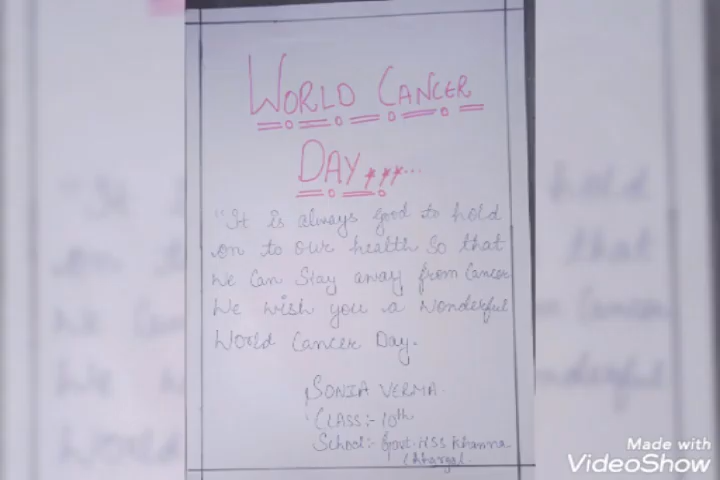 WORLD CANCER
DAY***...
"It is always good to hold
on to our health So that
We Can Stay away from Cancer
We wish you a wonderful
World Cancer Day.
SONIA VERMA.
CLASS:- 10th
School:- Govt. HSS Khanna
Made with
VideoShow